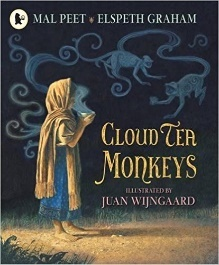 MAL PEET • ELSPETH GRAHAM
CLOUD TEA
MONKEYS
ILLUSTRATED BY
JUAN WIJNGAARD